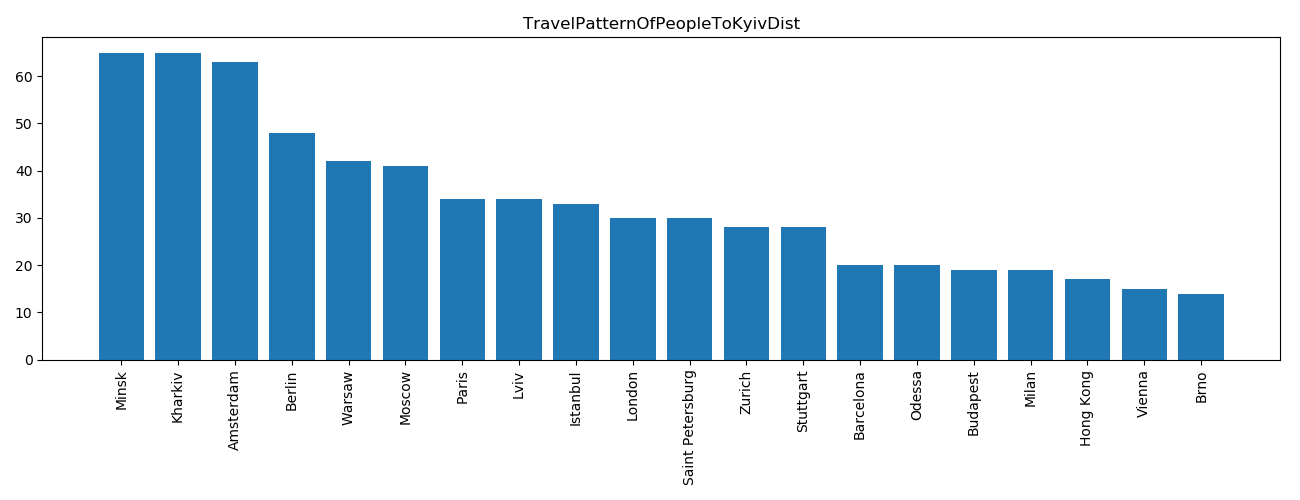 TravelPatternOfPeopleToKyivDist
60
50
40
30
20
10
0
Minsk
Kharkiv
Amsterdam
Berlin
Warsaw
Moscow
Paris
Lviv
Istanbul
London
Saint Petersburg
Zurich
Stuttgart
Barcelona
Odessa
Budapest
Milan
Hong Kong
Vienna
Brno